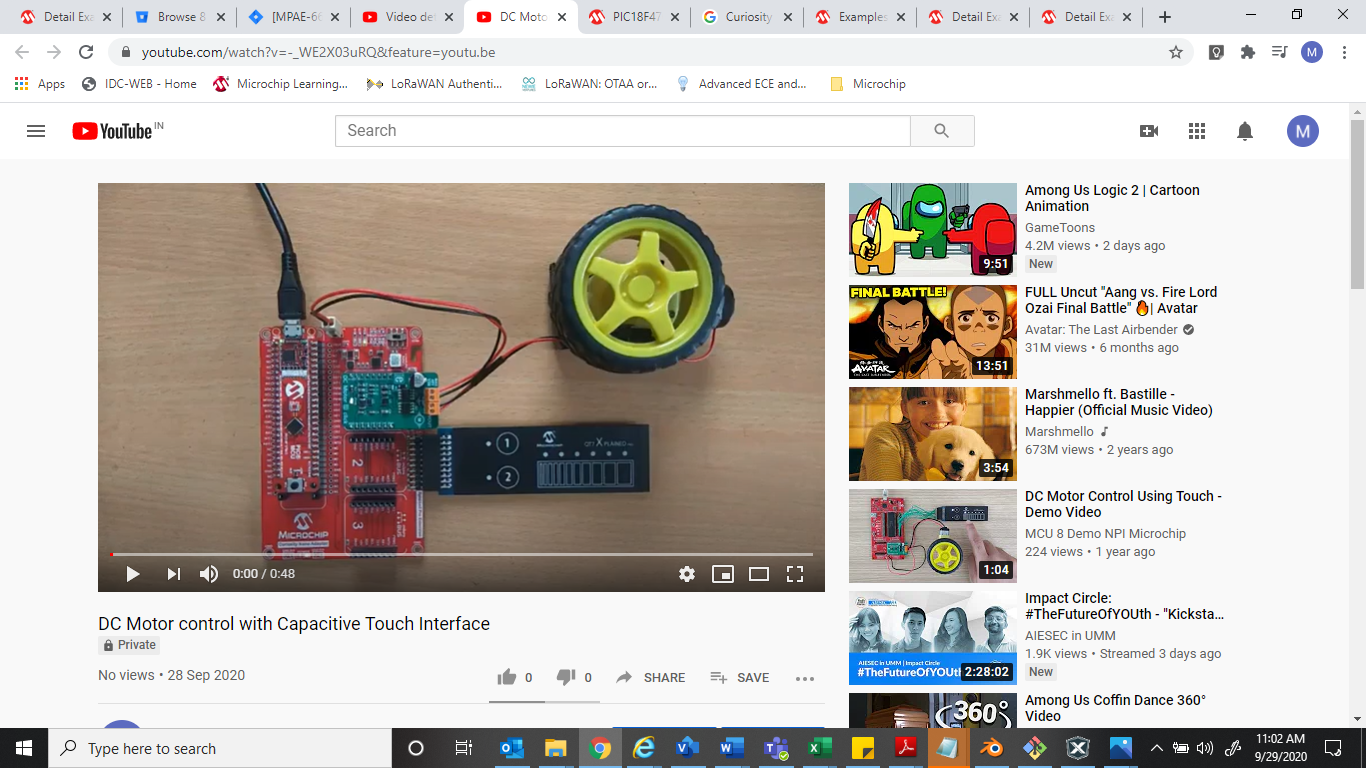 Detail Exa
Browse 8
[MPAE-66
Video de
DC Moto
PIC18F47
Curiosity
Examples
Detail Exa
Detail Exa
youtube.com/watch?v=-_WE2X03uRQ&feature=youtu.be
M
Apps
IDC-WEB - Home
Microchip Learning...
LoRaWAN Authenti...
LoRaWAN: OTAA or...
Advanced ECE and...
Microchip
YouTube IN
Search
M
1
2
QT7 XPLAINED PRO
2
3
MICROCHIP
0:00 / 0:48
DC Motor control with Capacitive Touch Interface
Private
No views • 28 Sep 2020
0
0
SHARE
SAVE
9:51
Among Us Logic 2 | Cartoon
Animation
GameToons
4.2M views • 2 days ago
New
FINAL BATTLE!
AVATAR
13:51
FULL Uncut "Aang vs. Fire Lord
Ozai Final Battle" 🔥| Avatar
Avatar: The Last Airbender
31M views • 6 months ago
3:54
Marshmello ft. Bastille -
Happier (Official Music Video)
Marshmello
673M views • 2 years ago
1:04
DC Motor Control Using Touch -
Demo Video
MCU 8 Demo NPI Microchip
224 views • 1 year ago
AIESEC in UMM | Impact Circle
#TheFutureOfYOUth
2:28:02
Impact Circle:
#TheFutureOfYOUth - "Kicksta...
AIESEC in UMM
1.9K views • Streamed 3 days ago
New
360°
Among Us Coffin Dance 360°
Video
Type here to search
11:02 AM
9/29/2020